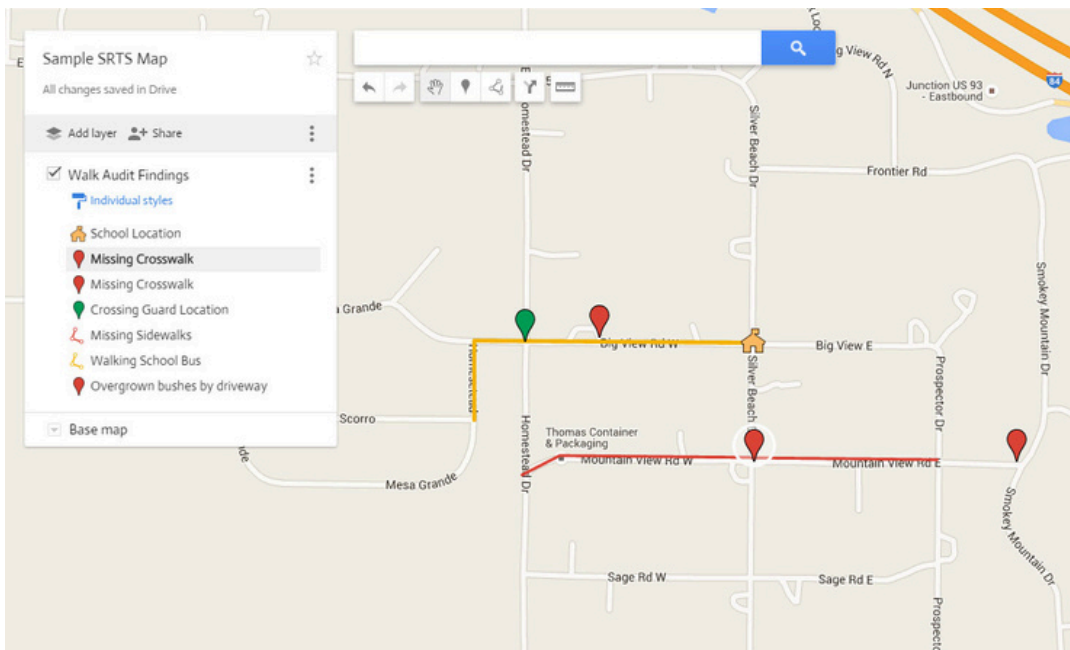 Sample SRTS Map
All changes saved in Drive
Add layer
Share
Walk Audit Findings
Individual styles
School Location
Missing Crosswalk
Missing Crosswalk
Crossing Guard Location
Missing Sidewalks
Walking School Bus
Overgrown bushes by driveway
Base map
g View Rd N
Junction US 93
- Eastbound
84
omestead Dr
Silver Beach Dr
Frontier Rd
Smokey Mountain Dr
a Grande
Big View Rd W
Big View E
Silver Beach
Prospector Dr
Scorro
Homestead Dr
Thomas Container
& Packaging
Mountain View Rd W
Mountain View Rd E
Mesa Grande
Smokey Mountain Dr
Sage Rd W
Sage Rd E
Prospecto